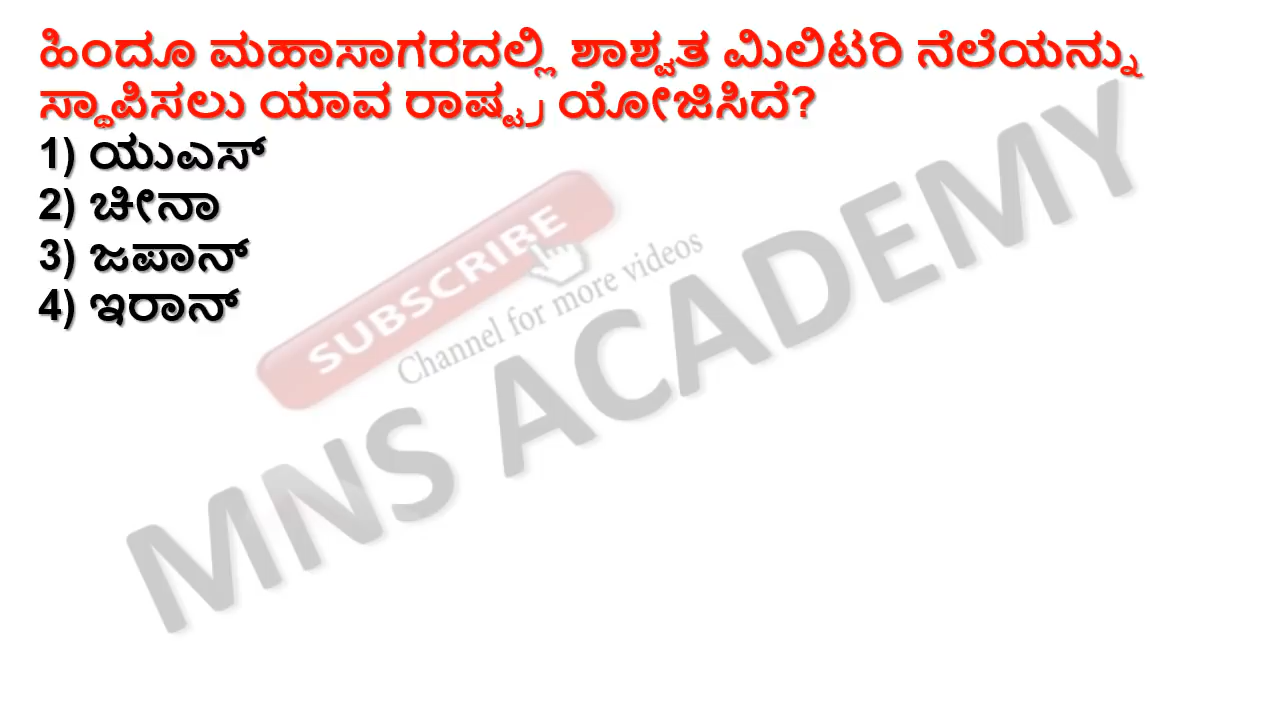 ಹಿಂದೂ ಮಹಾಸಾಗರದಲ್ಲಿ ಶಾಶ್ವತ ಮಿಲಿಟರಿ ನೆಲೆಯನ್ನು
ಸ್ಥಾಪಿಸಲು ಯಾವ ರಾಷ್ಟ್ರ ಯೋಜಿಸಿದೆ?
1) ಯುಎಸ್
2) ಚೀನಾ
3) ಜಪಾನ್
4) ಇರಾನ್
SUBSCRIBE
Channel for more videos
MNS ACADEMY